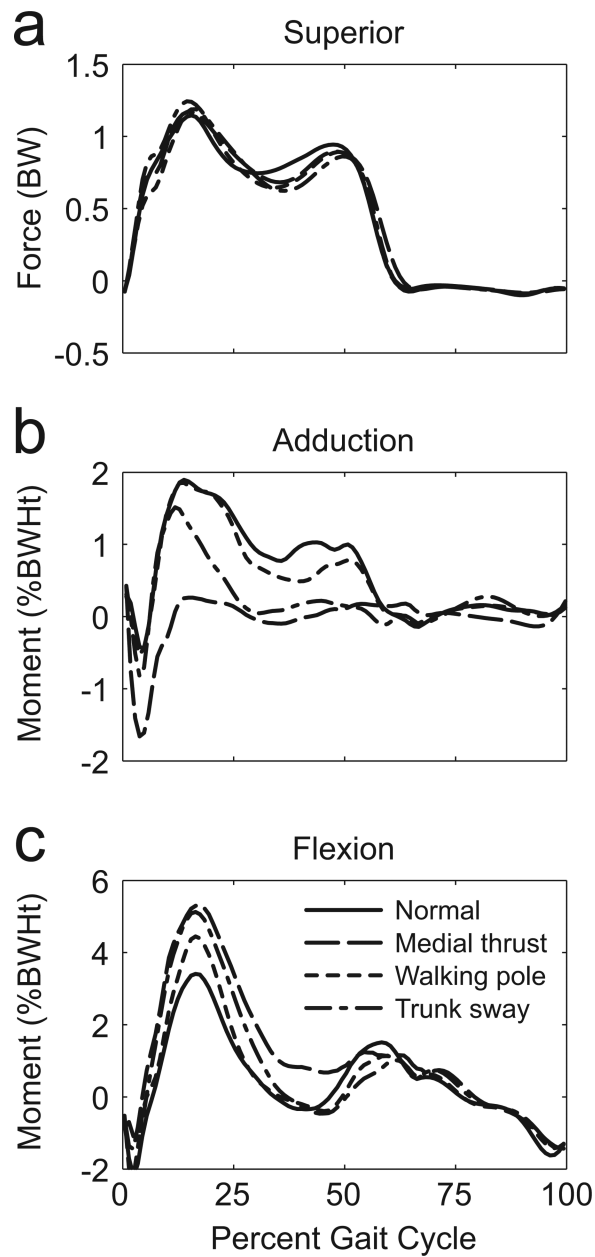 a
Superior
1.5
1
0.5
0
-0.5
Force (BW)
b
Adduction
2
1
0
-1
-2
Moment (%BWHt)
c
Flexion
6
4
2
0
-2
Moment (%BWHt)
Normal
Medial thrust
Walking pole
Trunk sway
0 25 50 75 100
Percent Gait Cycle